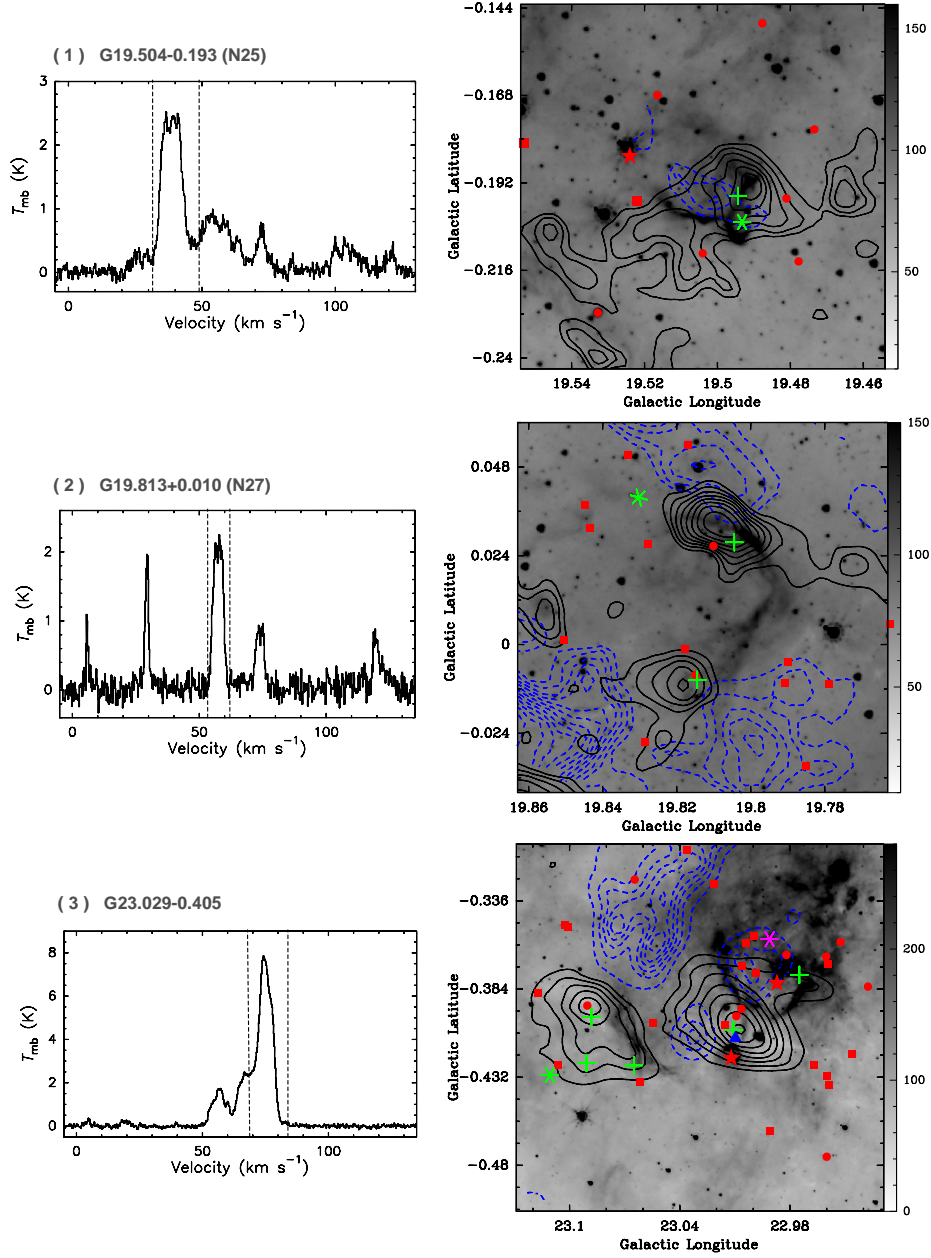 ( 1 ) G19.504-0.193 (N25)
3
2
1
0
Tmb (K)
0 50 100
Velocity (km s⁻¹)
-0.144
-0.168
-0.192
-0.216
-0.24
Galactic Latitude
19.54 19.52 19.5 19.48 19.46
Galactic Longitude
150
100
50
( 2 ) G19.813+0.010 (N27)
2
1
0
Tmb (K)
0 50 100
Velocity (km s⁻¹)
0.048
0.024
0
-0.024
Galactic Latitude
19.86 19.84 19.82 19.8 19.78
Galactic Longitude
150
100
50
( 3 ) G23.029-0.405
8
6
4
2
0
Tmb (K)
0 50 100
Velocity (km s⁻¹)
-0.336
-0.384
-0.432
-0.48
Galactic Latitude
23.1 23.04 22.98
Galactic Longitude
200
100
0